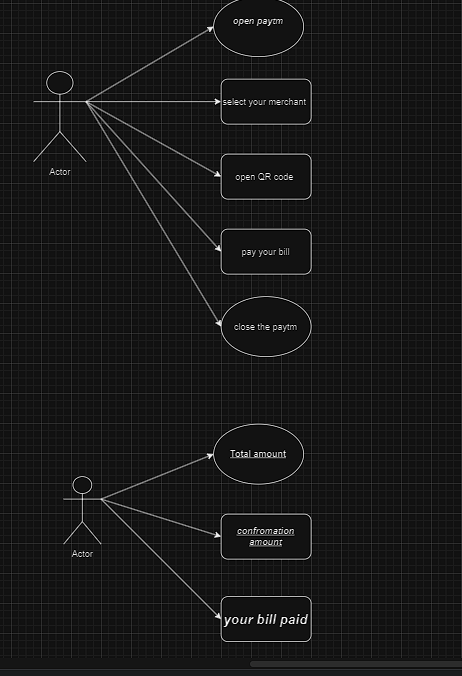 open paytm
select your merchant
Actor
open QR code
pay your bill
close the paytm
Total amount
confromation
amount
Actor
your bill paid